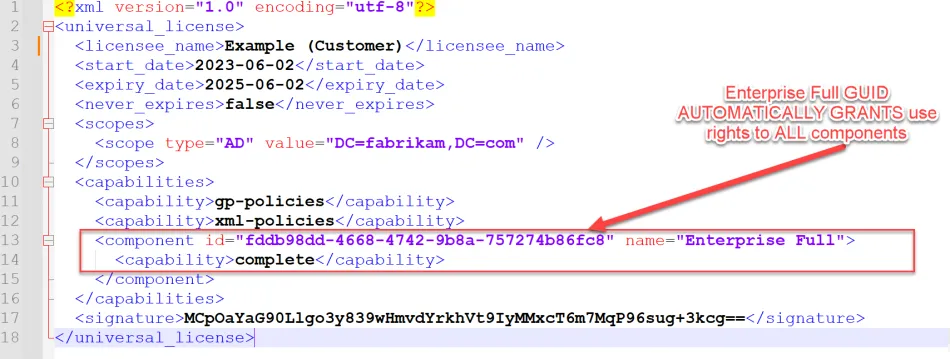 1 <?xml version="1.0" encoding="utf-8"?>
2 <universal_license>
3 <licensee_name>Example (Customer)</licensee_name>
4 <start_date>2023-06-02</start_date>
5 <expiry_date>2025-06-02</expiry_date>
6 <never_expires>false</never_expires>
7 <scopes>
8 <scope type="AD" value="DC=fabrikam,DC=com" />
9 </scopes>
10 <capabilities>
11 <capability>gp-policies</capability>
12 <capability>xml-policies</capability>
13 <component id="fddb98dd-4668-4742-9b8a-757274b86fc8" name="Enterprise Full">
14 <capability>complete</capability>
15 </component>
16 </capabilities>
17 <signature>MCpOaYaG90Llgo3y839wHmvdYrkhVt9IyMMxcT6m7MqP96sug+3kcg==</signature>
18 </universal_license>
Enterprise Full GUID
AUTOMATICALLY GRANTS use
rights to ALL components